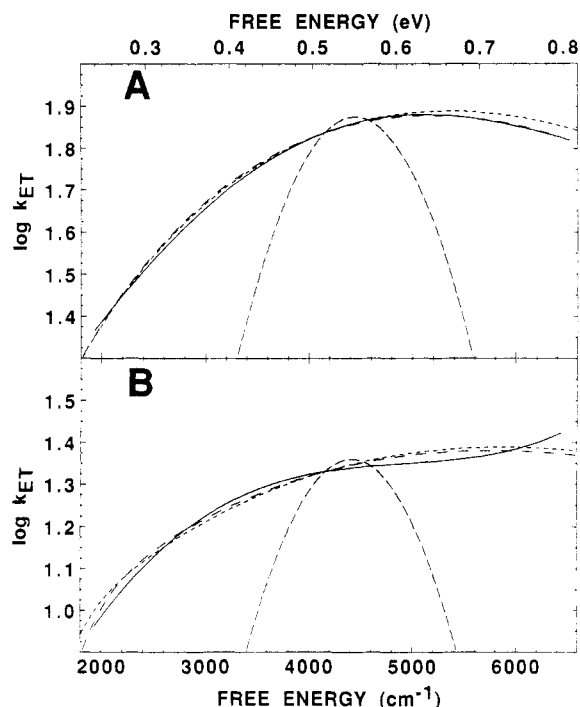 FREE ENERGY (eV)
0.3 0.4 0.5 0.6 0.7 0.8
A
1.9
1.8
1.7
1.6
1.5
1.4
log kET
B
1.5
1.4
1.3
1.2
1.1
1.0
log kET
2000 3000 4000 5000 6000
FREE ENERGY (cm-1)